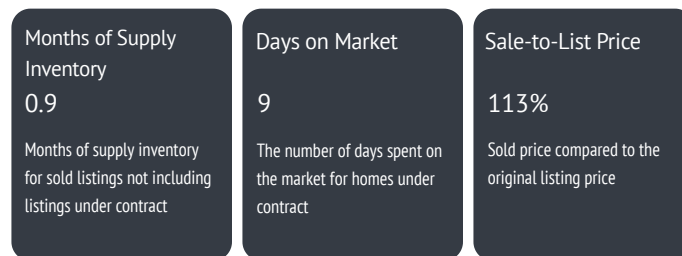 Months of Supply
Inventory
0.9
Months of supply inventory
for sold listings not including
listings under contract
Days on Market
9
The number of days spent on
the market for homes under
contract
Sale-to-List Price
113%
Sold price compared to the
original listing price